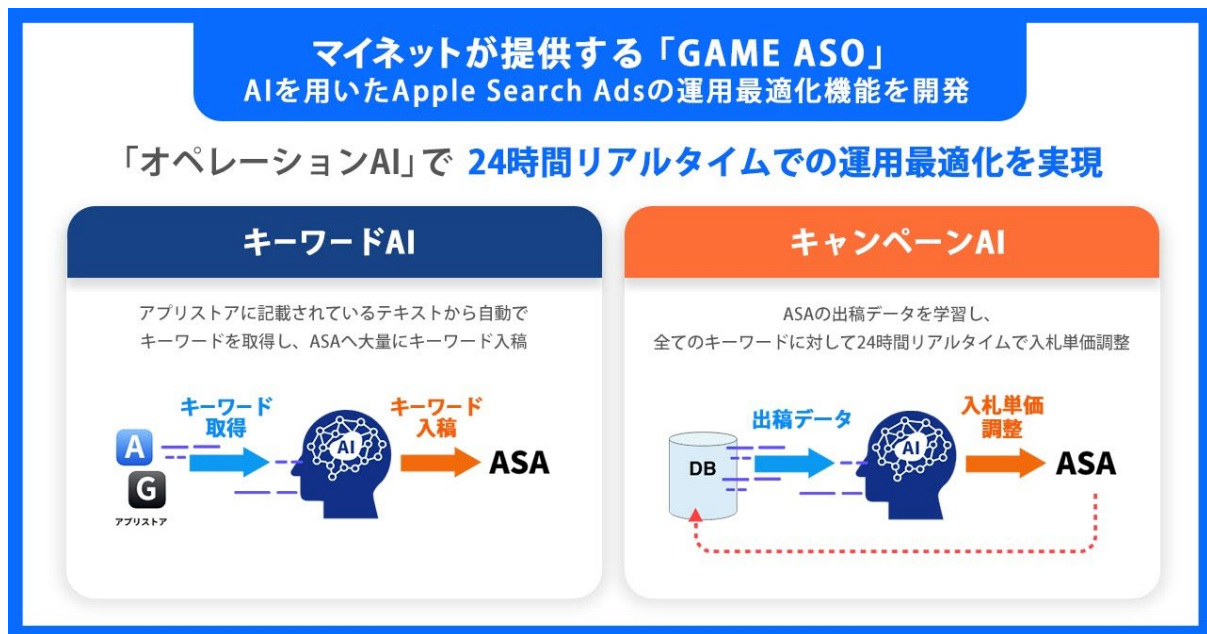 マイネットが提供する「GAME ASO」
AIを用いたApple Search Adsの運用最適化機能を開発
「オペレーションAI」で 24時間リアルタイムでの運用最適化を実現
キーワードAI
アプリストアに記載されているテキストから自動で
キーワードを取得し、ASAへ大量にキーワード入稿
キーワード
取得
キーワード
入稿
A
G
アプリストア
AI
ASA
キャンペーンAI
ASAの出稿データを学習し、
全てのキーワードに対して24時間リアルタイムで入札単価調整
出稿データ
入札単価
調整
DB
AI
ASA